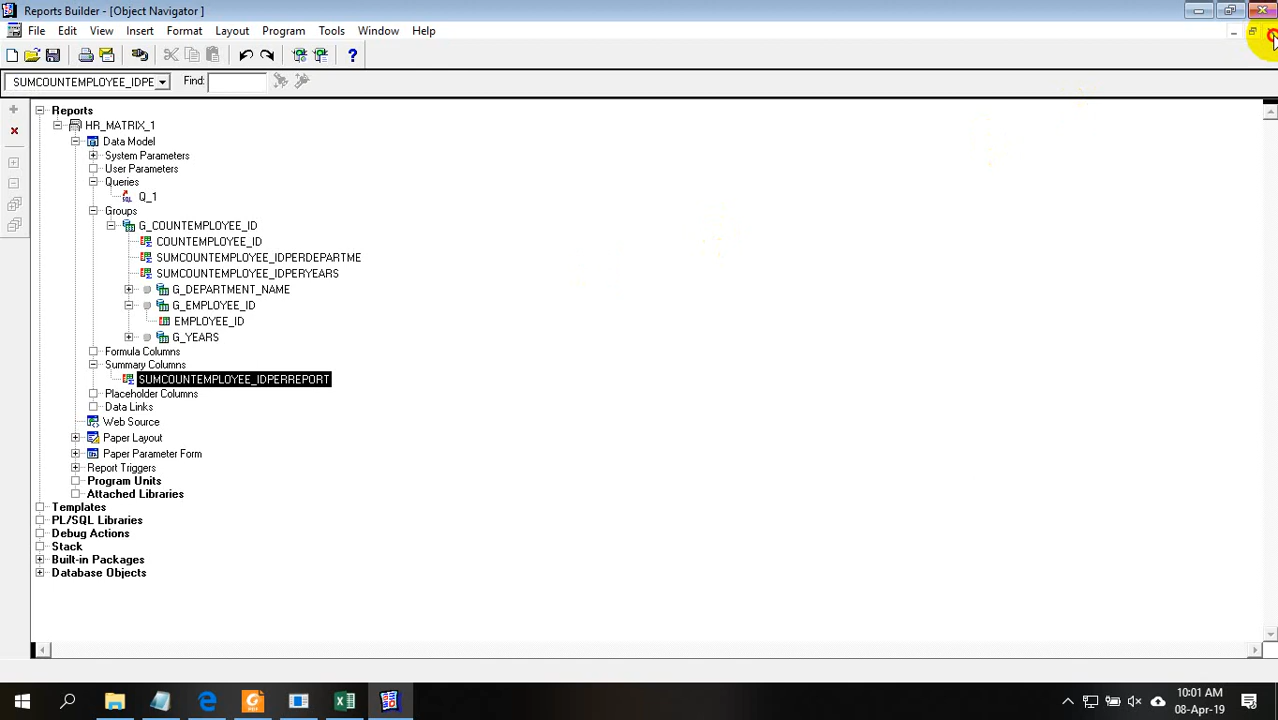 Reports Builder - [Object Navigator ]
File Edit View Insert Format Layout Program Tools Window Help
SUMCOUNTEMPLOYEE_IDPE Find:
Reports
HR_MATRIX_1
Data Model
System Parameters
User Parameters
Queries
SQL Q_1
Groups
G_COUNTEMPLOYEE_ID
COUNTEMPLOYEE_ID
SUMCOUNTEMPLOYEE_IDPERDEPARTME
SUMCOUNTEMPLOYEE_IDPERYEARS
G_DEPARTMENT_NAME
G_EMPLOYEE_ID
EMPLOYEE_ID
G_YEARS
Formula Columns
Summary Columns
SUMCOUNTEMPLOYEE_IDPERREPORT
Placeholder Columns
Data Links
Web Source
Paper Layout
Paper Parameter Form
Report Triggers
Program Units
Attached Libraries
Templates
PL/SQL Libraries
Debug Actions
Stack
Built-in Packages
Database Objects
10:01 AM
08-Apr-19